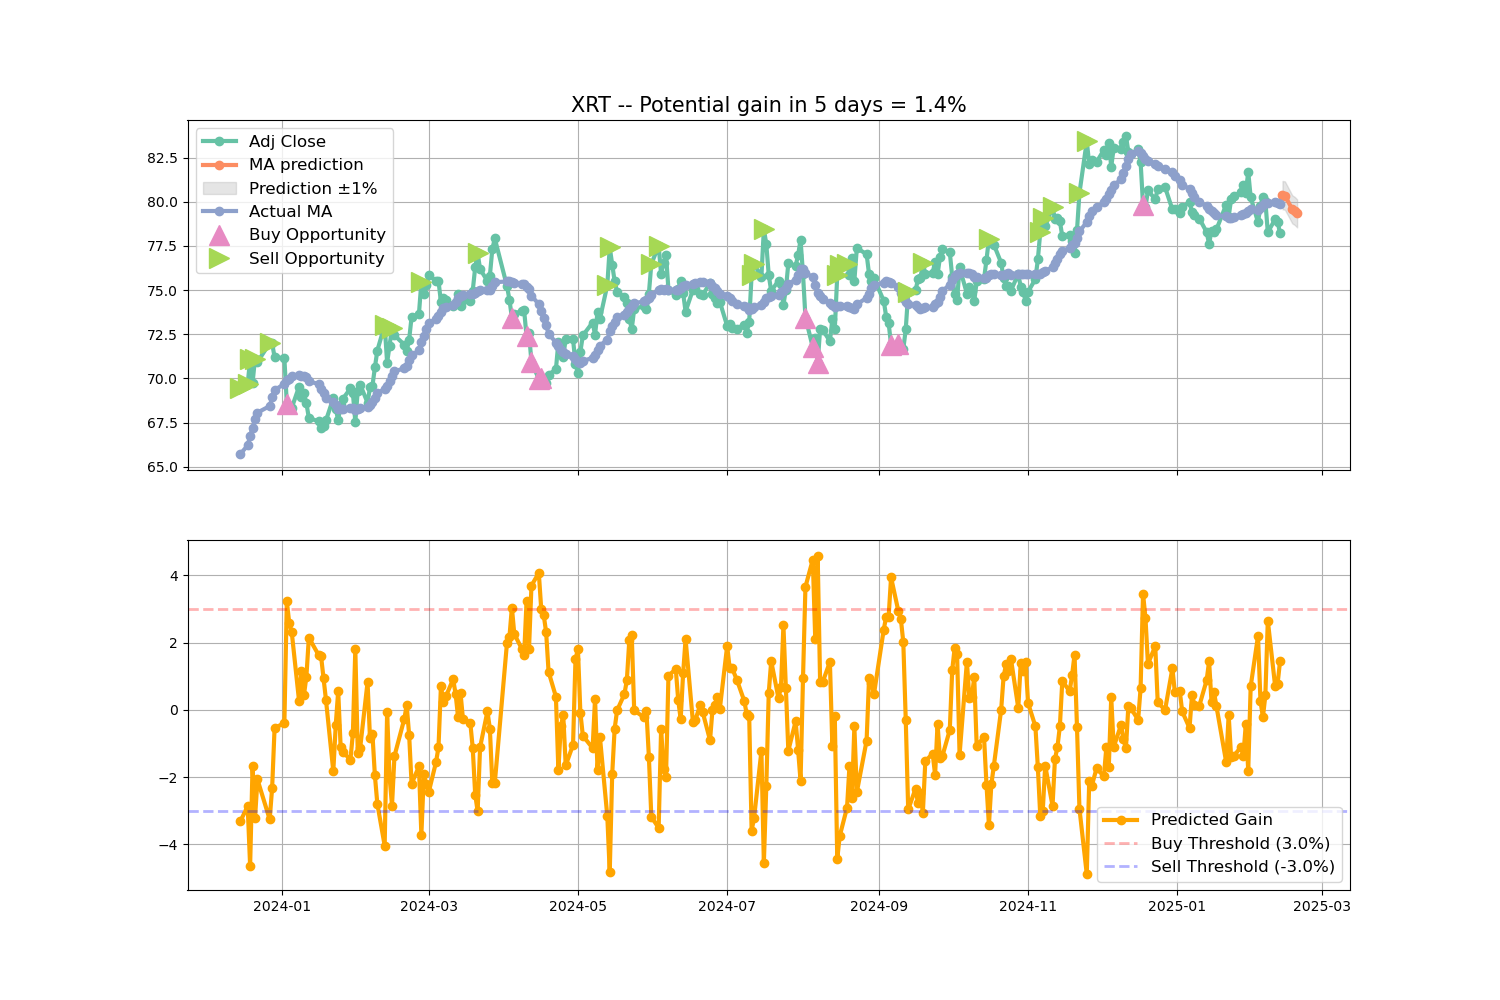 XRT -- Potential gain in 5 days = 1.4%
Adj Close
MA prediction
Prediction ±1%
Actual MA
Buy Opportunity
Sell Opportunity
82.5
80.0
77.5
75.0
72.5
70.0
67.5
65.0
4
2
0
−2
−4
Predicted Gain
Buy Threshold (3.0%)
Sell Threshold (-3.0%)
2024-01 2024-03 2024-05 2024-07 2024-09 2024-11 2025-01 2025-03